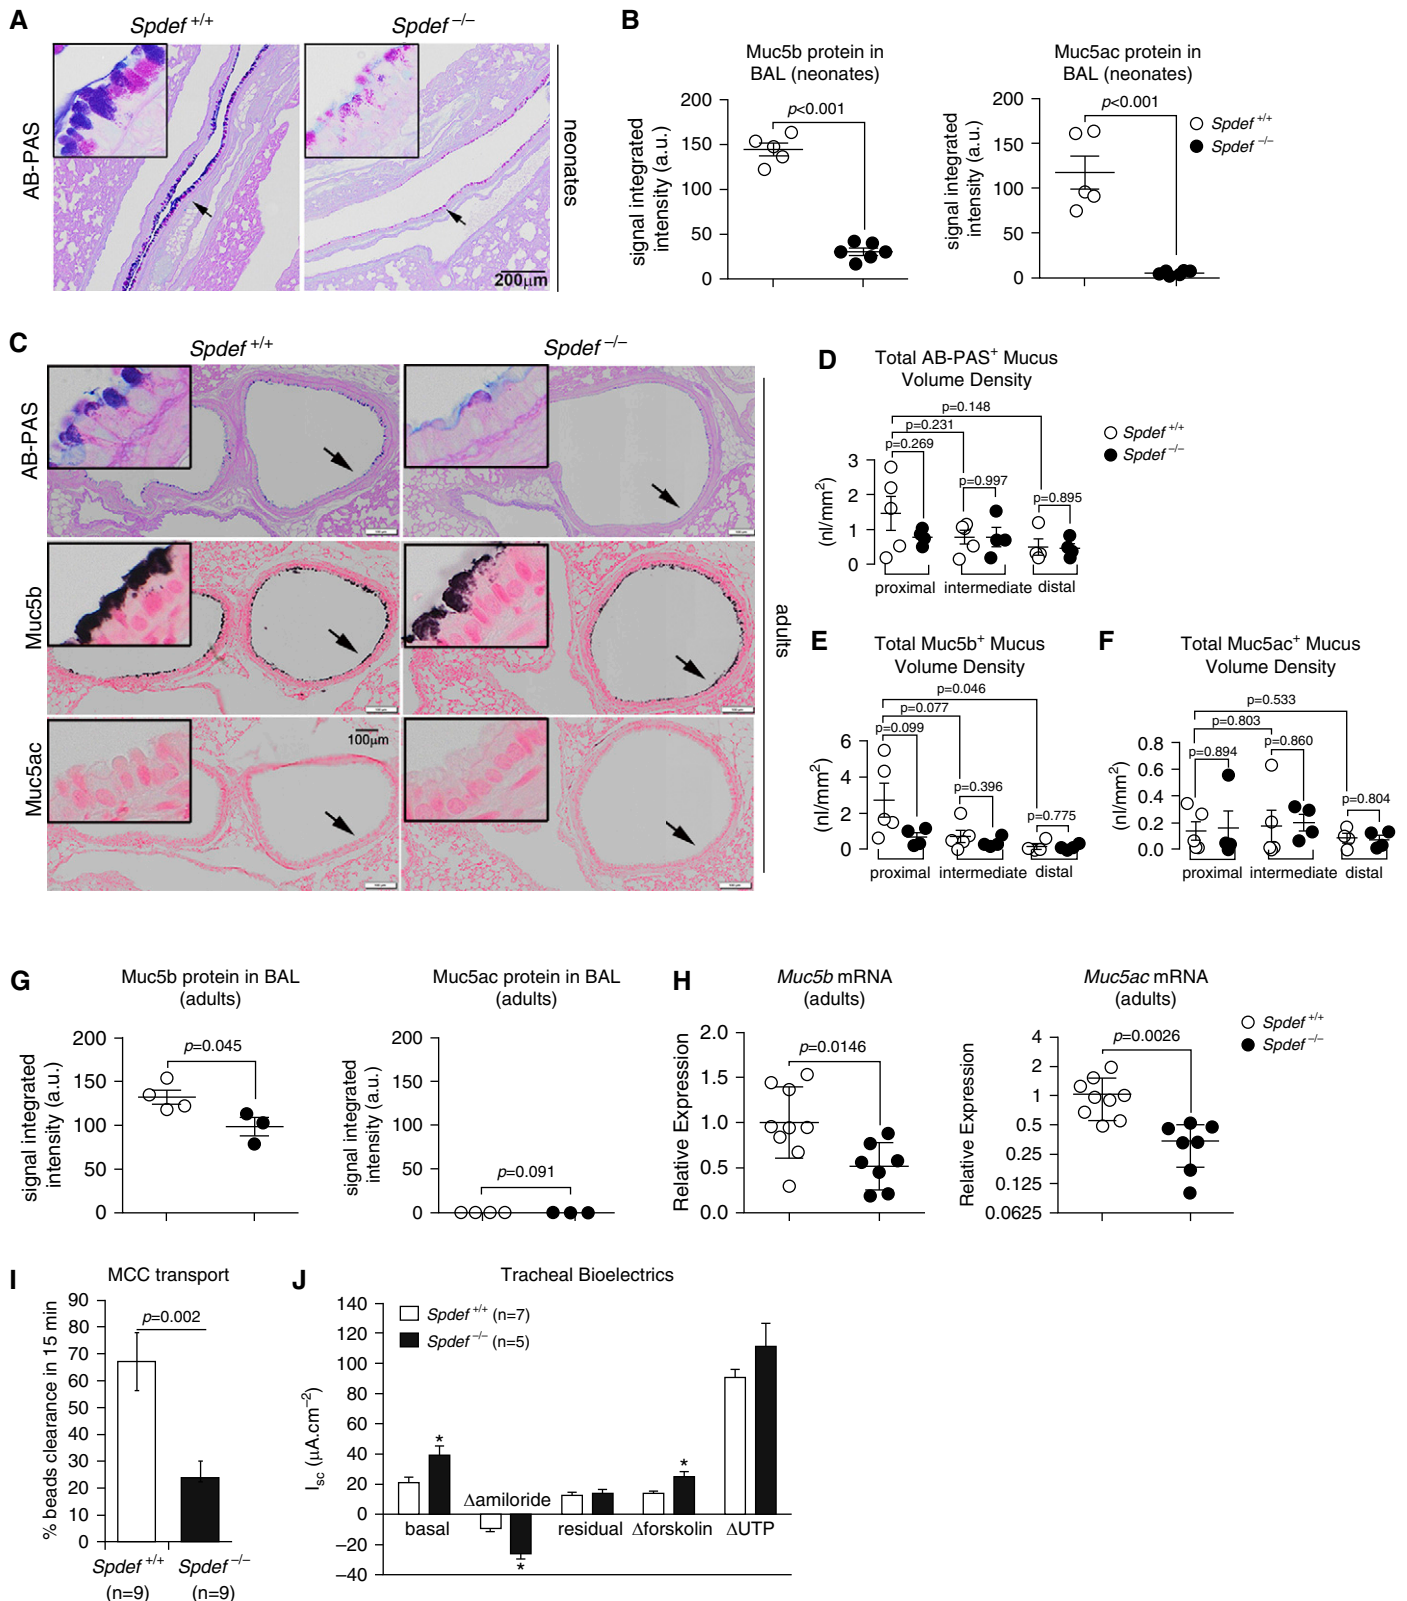 A
Spdef +/+
Spdef −/−
AB-PAS
neonates
200µm
B
Muc5b protein in
BAL (neonates)
signal integrated
intensity (a.u.)
200
150
100
50
0
p<0.001
Muc5ac protein in
BAL (neonates)
signal integrated
intensity (a.u.)
200
150
100
50
0
p<0.001
Spdef +/+
Spdef −/−
C
Spdef +/+
Spdef −/−
AB-PAS
Muc5b
Muc5ac
100µm
adults
D
Total AB-PAS+ Mucus
Volume Density
p=0.148
p=0.231
p=0.269
p=0.997
p=0.895
(nl/mm2)
3
2
1
0
proximal
intermediate
distal
Spdef +/+
Spdef −/−
E
Total Muc5b+ Mucus
Volume Density
p=0.046
p=0.077
p=0.099
p=0.396
p=0.775
(nl/mm2)
6
4
2
0
proximal
intermediate
distal
F
Total Muc5ac+ Mucus
Volume Density
p=0.533
p=0.803
p=0.894
p=0.860
p=0.804
(nl/mm2)
0.8
0.6
0.4
0.2
0.0
proximal
intermediate
distal
G
Muc5b protein in BAL
(adults)
signal integrated
intensity (a.u.)
200
150
100
50
0
p=0.045
Muc5ac protein in BAL
(adults)
signal integrated
intensity (a.u.)
200
150
100
50
0
p=0.091
H
Muc5b mRNA
(adults)
Relative Expression
2.0
1.5
1.0
0.5
0.0
p=0.0146
Muc5ac mRNA
(adults)
Relative Expression
4
2
1
0.5
0.25
0.125
0.0625
p=0.0026
Spdef +/+
Spdef −/−
I
MCC transport
% beads clearance in 15 min
90
80
70
60
50
40
30
20
10
0
p=0.002
Spdef +/+
(n=9)
Spdef −/−
(n=9)
J
Tracheal Bioelectrics
Isc (µA.cm−2)
140
120
100
80
60
40
20
0
−20
−40
Spdef +/+ (n=7)
Spdef −/− (n=5)
*
*
*
basal
Δamiloride
residual
Δforskolin
ΔUTP